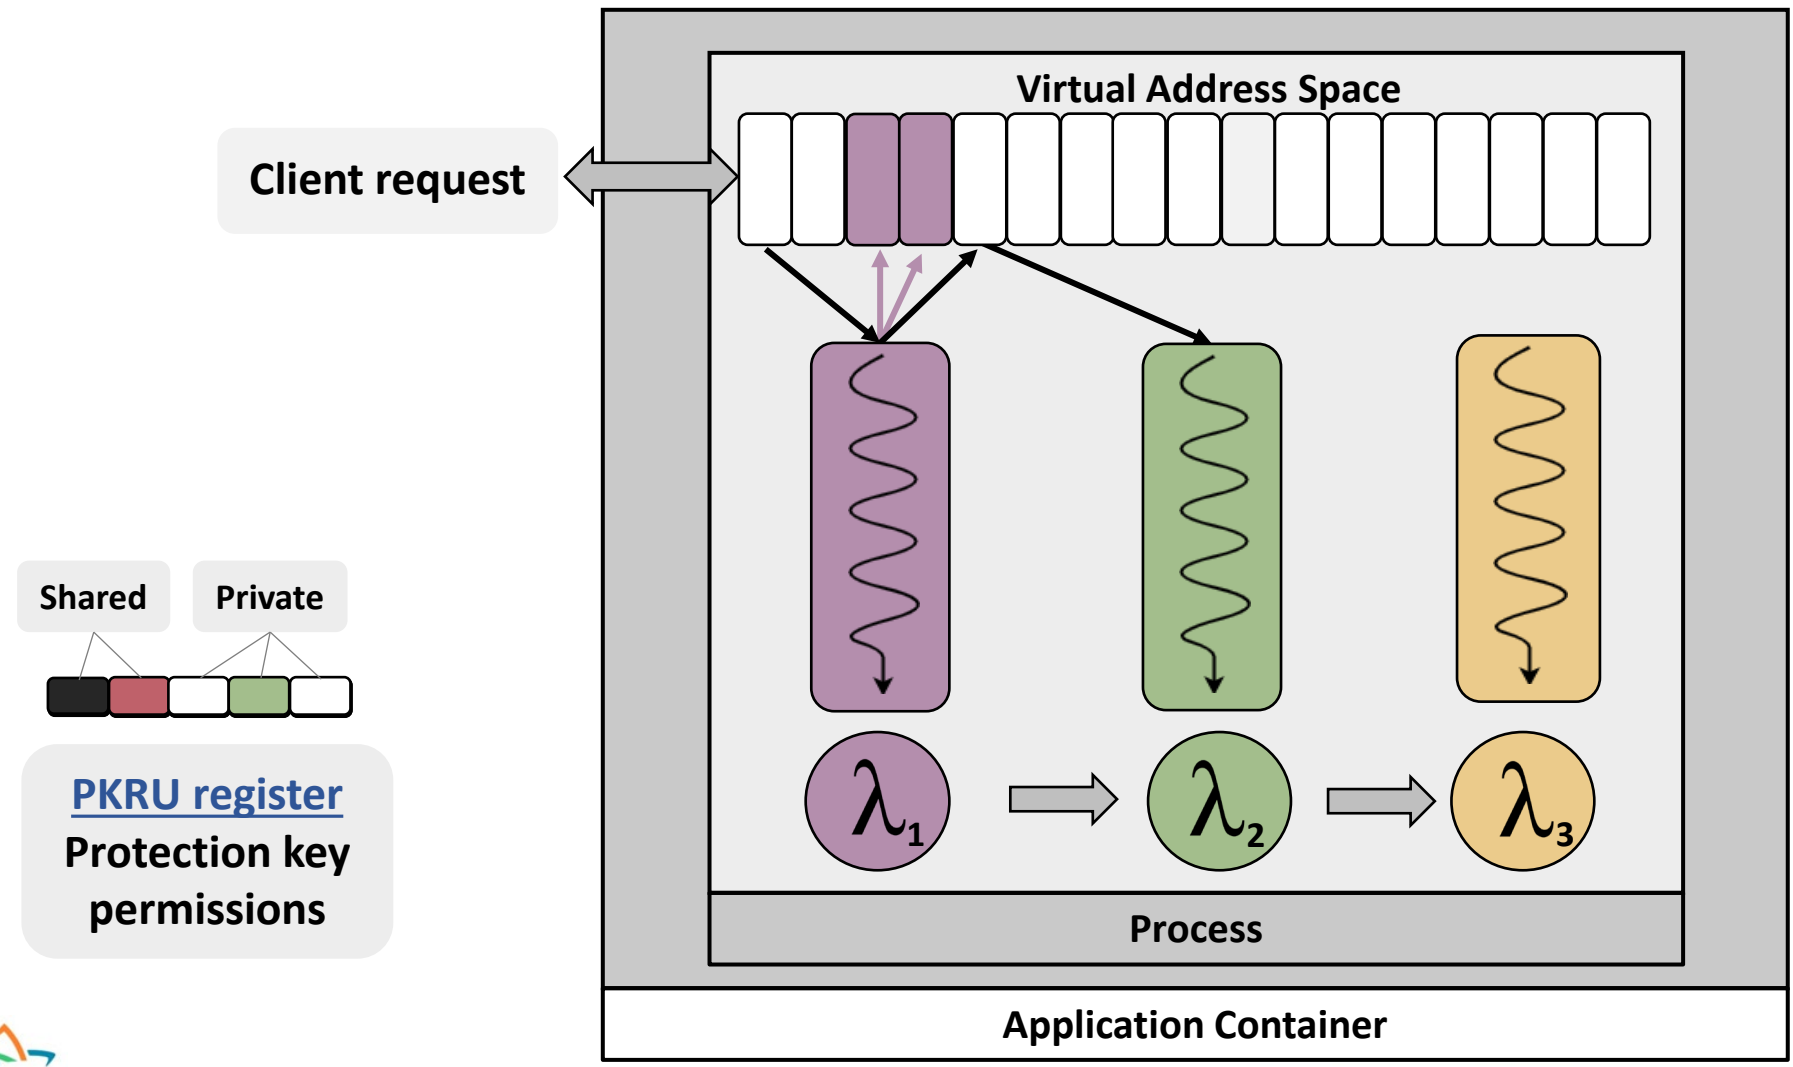 Virtual Address Space
Client request
Shared
Private
PKRU register
Protection key
permissions
λ1
λ2
λ3
Process
Application Container